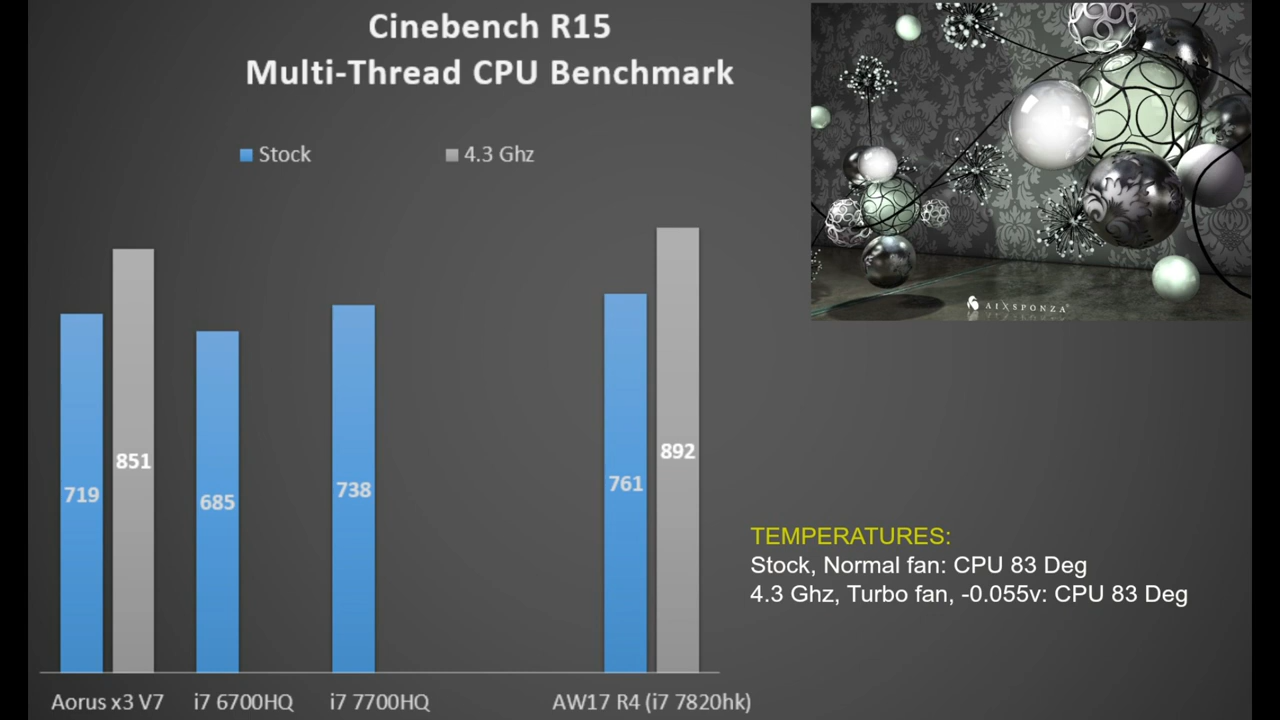 Cinebench R15
Multi-Thread CPU Benchmark
Stock
4.3 Ghz
719
851
685
738
761
892
Aorus x3 V7
i7 6700HQ
i7 7700HQ
AW17 R4 (i7 7820hk)
AIXSPONZA®
TEMPERATURES:
Stock, Normal fan: CPU 83 Deg
4.3 Ghz, Turbo fan, -0.055v: CPU 83 Deg